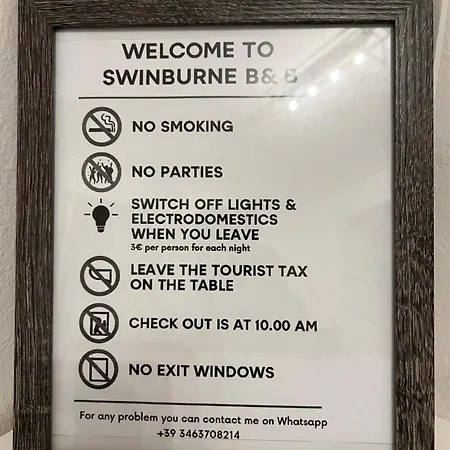 WELCOME TO
SWINBURNE B&B
NO SMOKING
NO PARTIES
SWITCH OFF LIGHTS &
ELECTRODOMESTICS
WHEN YOU LEAVE
3€ per person for each night
LEAVE THE TOURIST TAX
ON THE TABLE
CHECK OUT IS AT 10.00 AM
NO EXIT WINDOWS
For any problem you can contact me on Whatsapp
+39 3463708214